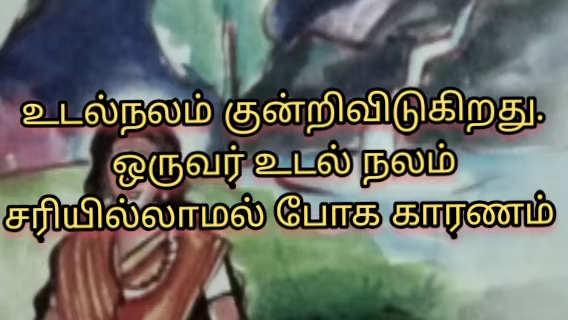 உடல்நலம் குன்றிவிடுகிறது.
ஒருவர் உடல் நலம்
சரியில்லாமல் போக காரணம்